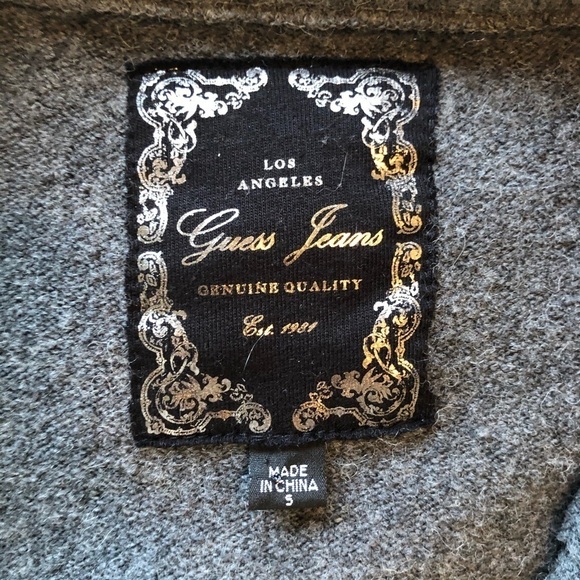 LOS
ANGELES
Guess Jeans
GENUINE QUALITY
Est. 1981
MADE
IN CHINA
S